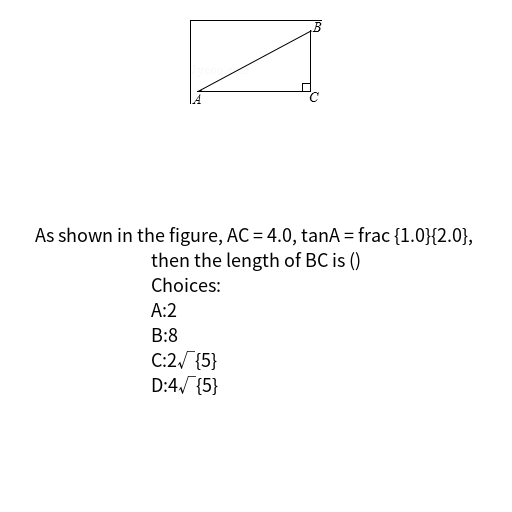 B
A
C
As shown in the figure, AC = 4.0, tanA = frac {1.0}{2.0},
then the length of BC is ()
Choices:
A:2
B:8
C:2√{5}
D:4√{5}